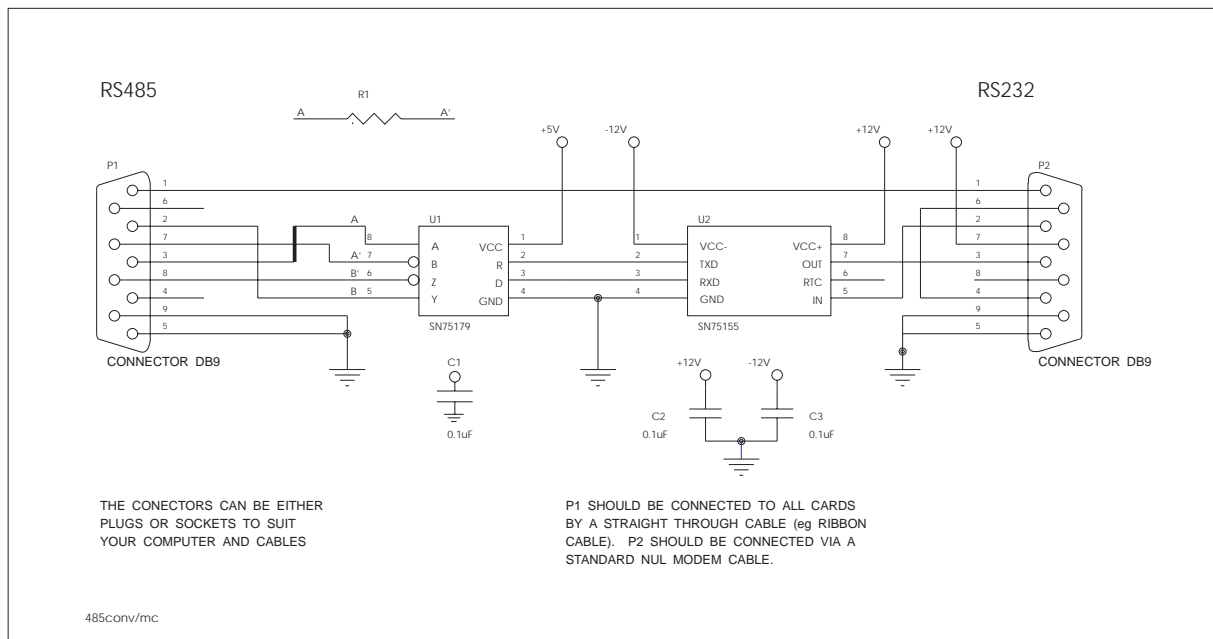 RS485
RS232
R1
A A'
+5V -12V +12V +12V
P1
P2
1 1
6 6
2 A U1 U2 2
8 A VCC 1 1 VCC- VCC+ 8
7 A' 7 B R 2 2 TXD OUT 7 7
3 B' 6 Z D 3 3 RXD RTC 6 3
8 B 5 Y GND 4 4 GND IN 5 8
4 4
9 SN75179 SN75155 9
5 5
CONNECTOR DB9
CONNECTOR DB9
C1
0.1uF
+12V -12V
C2 C3
0.1uF 0.1uF
THE CONECTORS CAN BE EITHER
PLUGS OR SOCKETS TO SUIT
YOUR COMPUTER AND CABLES
P1 SHOULD BE CONNECTED TO ALL CARDS
BY A STRAIGHT THROUGH CABLE (eg RIBBON
CABLE). P2 SHOULD BE CONNECTED VIA A
STANDARD NUL MODEM CABLE.
485conv/mc